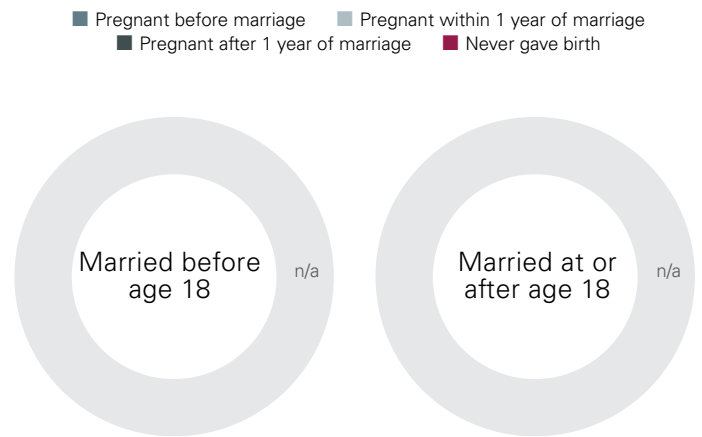 Pregnant before marriage Pregnant within 1 year of marriage
Pregnant after 1 year of marriage Never gave birth
Married before
age 18
n/a
Married at or
after age 18
n/a